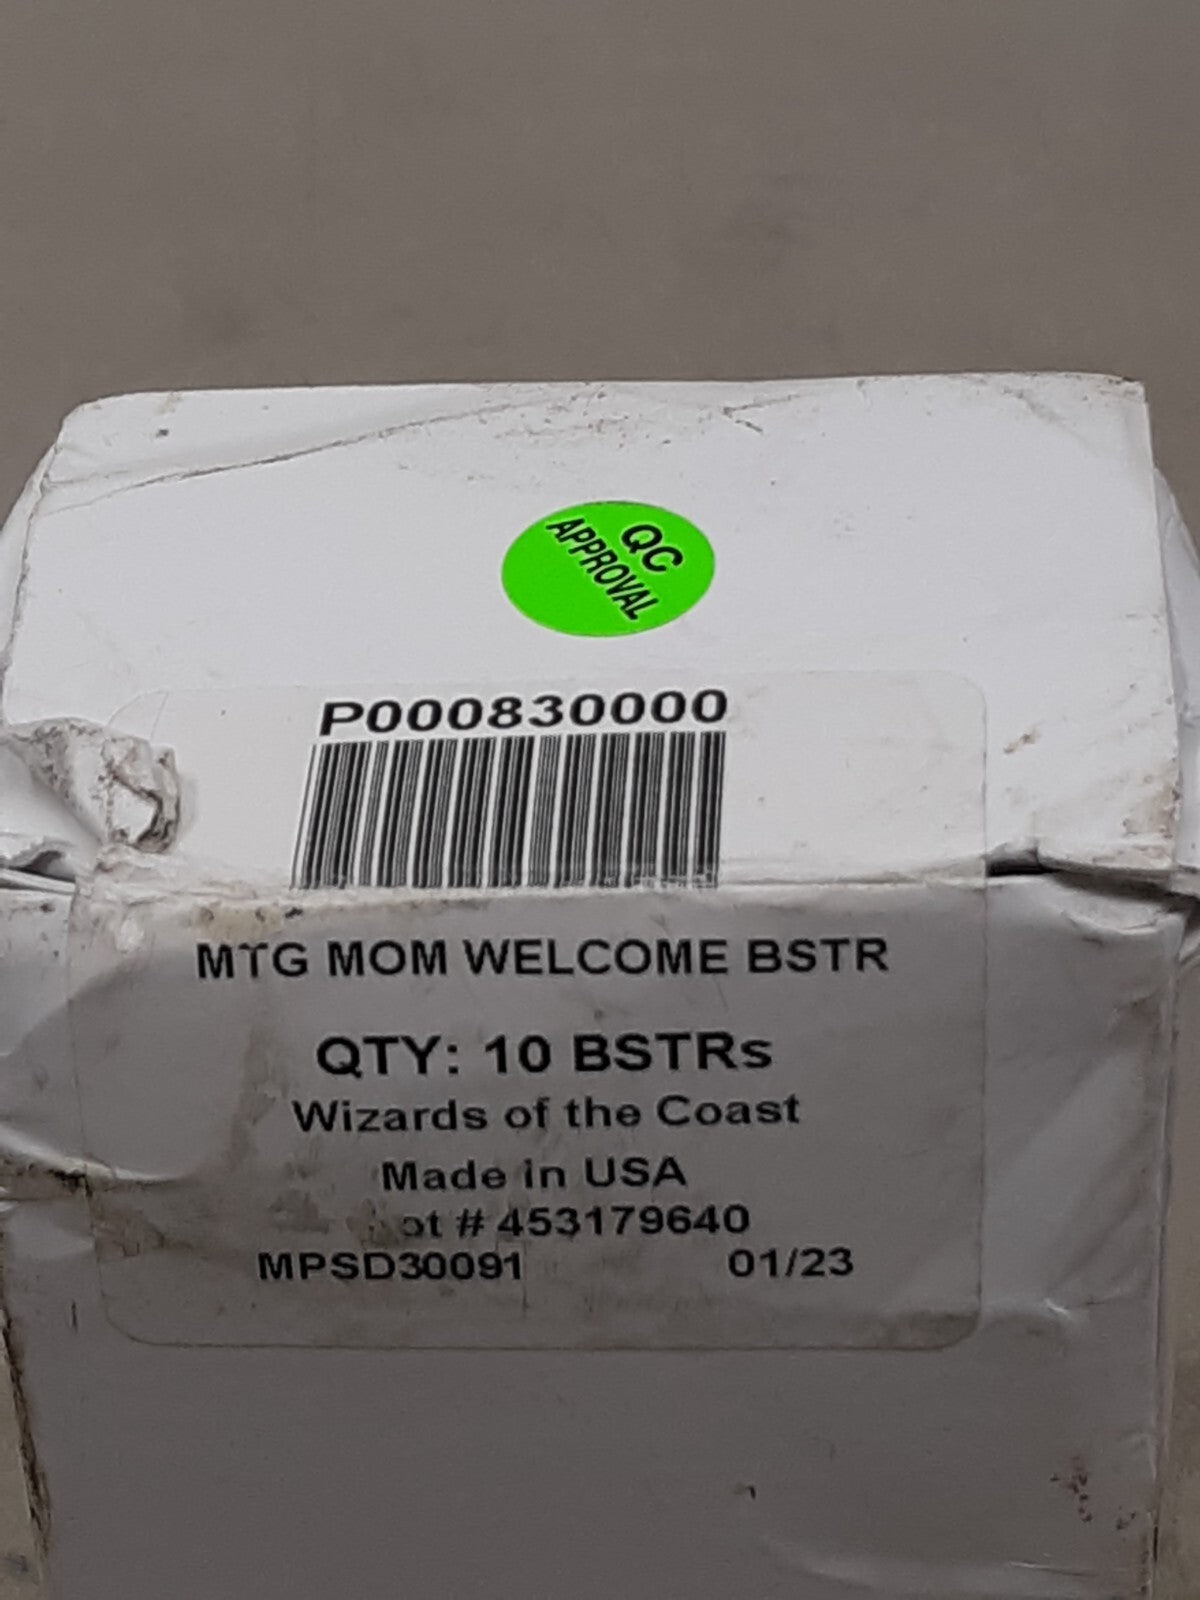 QC
APPROVAL
P000830000
MTG MOM WELCOME BSTR
QTY: 10 BSTRs
Wizards of the Coast
Made in USA
ot # 453179640
MPSD30091 01/23